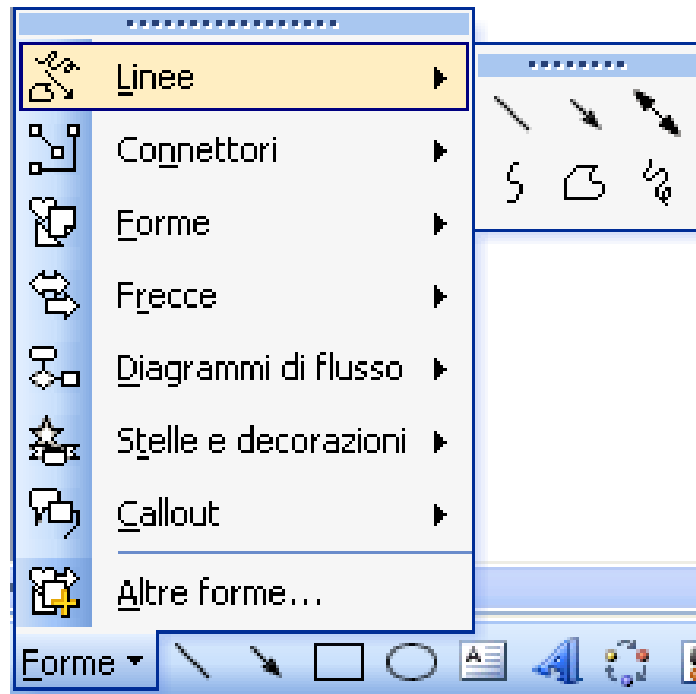 Linee
Connettori
Forme
Frecce
Diagrammi di flusso
Stelle e decorazioni
Callout
Altre forme...
Forme